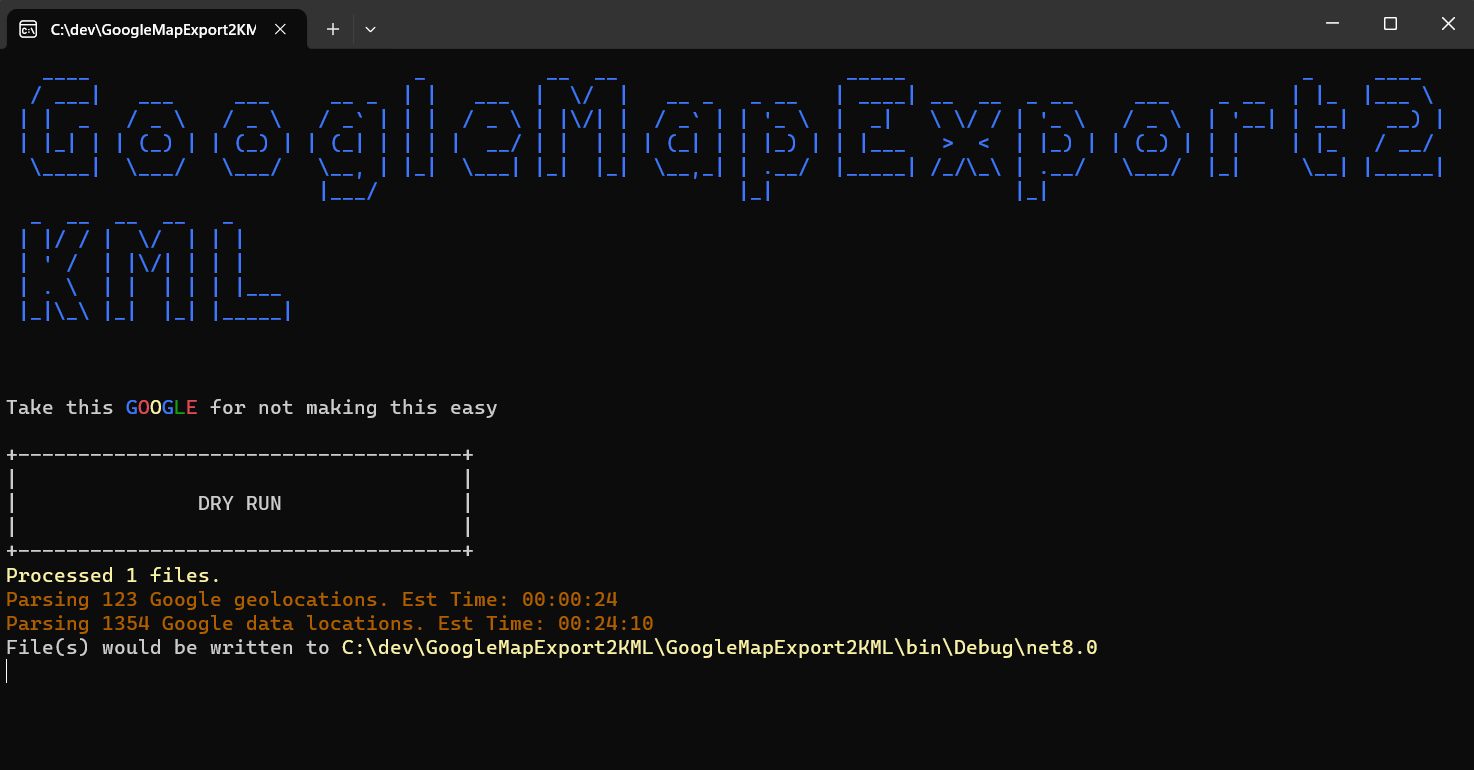 C:\dev\GoogleMapExport2KM
GoogleMapExport2
KML
Take this GOOGLE for not making this easy
DRY RUN
Processed 1 files.
Parsing 123 Google geolocations. Est Time: 00:00:24
Parsing 1354 Google data locations. Est Time: 00:24:10
File(s) would be written to C:\dev\GoogleMapExport2KML\GoogleMapExport2KML\bin\Debug\net8.0